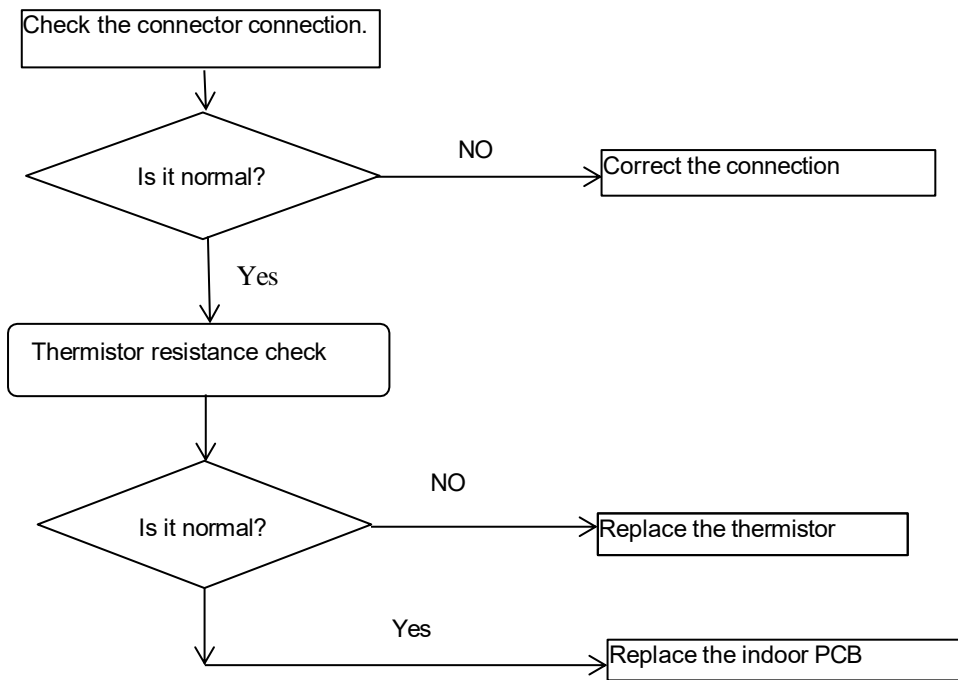 Check the connector connection.
Is it normal?
NO
Correct the connection
Yes
Thermistor resistance check
Is it normal?
NO
Replace the thermistor
Yes
Replace the indoor PCB